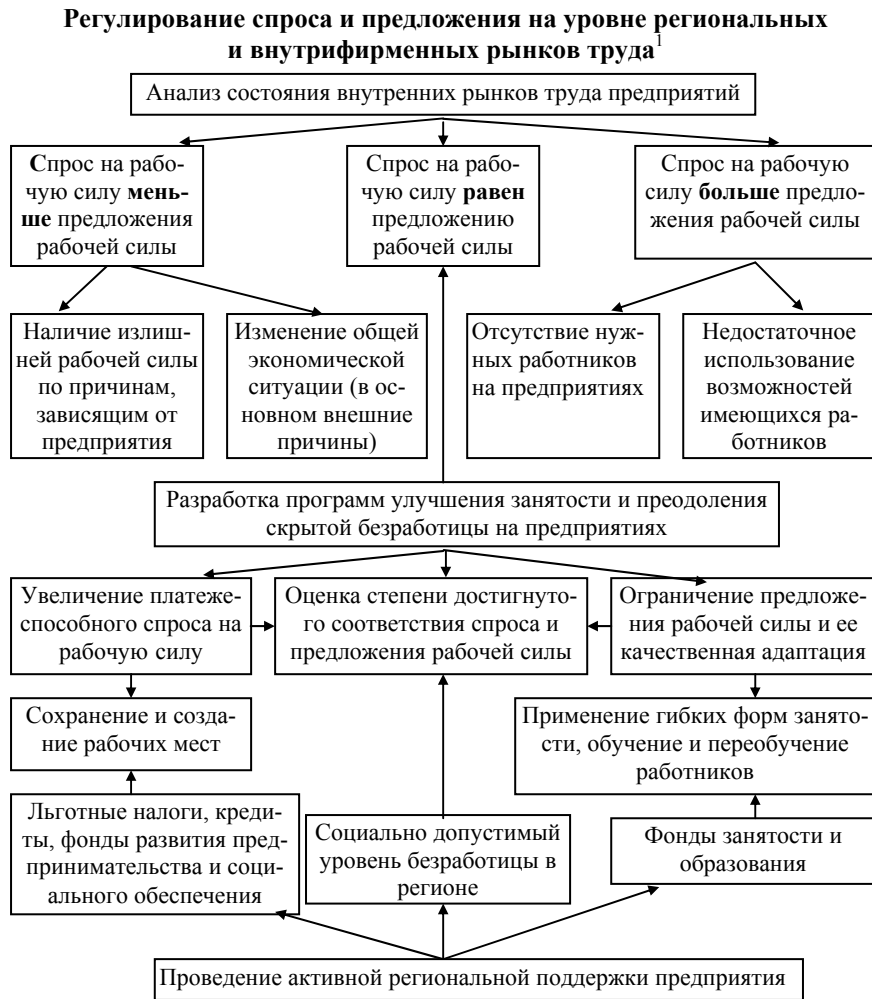 Регулирование спроса и предложения на уровне региональных
и внутрифирменных рынков труда1
Анализ состояния внутренних рынков труда предприятий
Спрос на рабо-
чую силу мень-
ше предложения
рабочей силы
Спрос на рабо-
чую силу равен
предложению
рабочей силы
Спрос на рабочую
силу больше предло-
жения рабочей силы
Наличие излиш-
ней рабочей силы
по причинам,
зависящим от
предприятия
Изменение общей
экономической
ситуации (в ос-
новном внешние
причины)
Отсутствие нуж-
ных работников
на предприятиях
Недостаточное
использование
возможностей
имеющихся ра-
ботников
Разработка программ улучшения занятости и преодоления
скрытой безработицы на предприятиях
Увеличение платеже-
способного спроса на
рабочую силу
Оценка степени достигнуто-
го соответствия спроса и
предложения рабочей силы
Ограничение предложе-
ния рабочей силы и ее
качественная адаптация
Сохранение и созда-
ние рабочих мест
Применение гибких форм занято-
сти, обучение и переобучение
работников
Льготные налоги, креди-
ты, фонды развития пред-
принимательства и соци-
ального обеспечения
Социально допустимый
уровень безработицы в
регионе
Фонды занятости и
образования
Проведение активной региональной поддержки предприятия